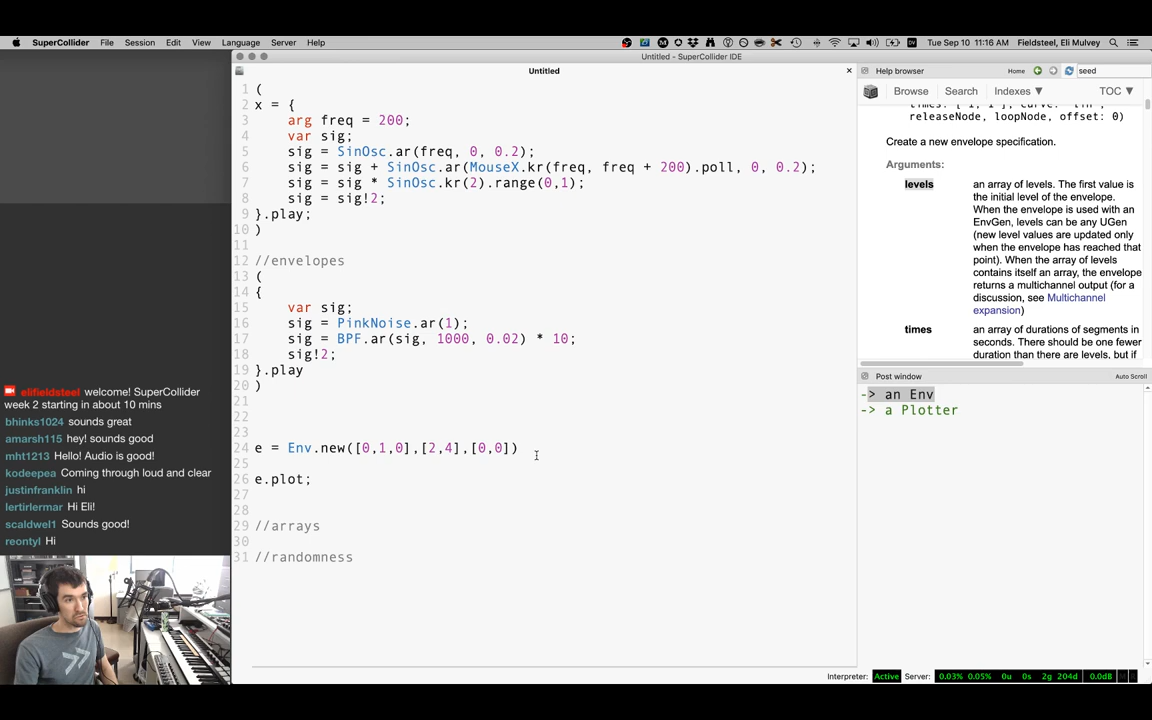 SuperCollider File Session Edit View Language Server Help
Tue Sep 10 11:16 AM Fieldsteel, Eli Mulvey
Untitled - SuperCollider IDE
Untitled
1 (
2 x = {
3 arg freq = 200;
4 var sig;
5 sig = SinOsc.ar(freq, 0, 0.2);
6 sig = sig + SinOsc.ar(MouseX.kr(freq, freq + 200).poll, 0, 0.2);
7 sig = sig * SinOsc.kr(2).range(0,1);
8 sig = sig!2;
9 }.play;
10 )
11
12 //envelopes
13 (
14 {
15 var sig;
16 sig = PinkNoise.ar(1);
17 sig = BPF.ar(sig, 1000, 0.02) * 10;
18 sig!2;
19 }.play
20 )
21
22
23
24 e = Env.new([0,1,0],[2,4],[0,0])
25
26 e.plot;
27
28
29 //arrays
30
31 //randomness
Help browser Home seed
Browse Search Indexes ▼ TOC ▼
releaseNode, loopNode, offset: 0)
Create a new envelope specification.
Arguments:
levels an array of levels. The first value is
the initial level of the envelope.
When the envelope is used with an
EnvGen, levels can be any UGen
(new level values are updated only
when the envelope has reached that
point). When the array of levels
contains itself an array, the envelope
returns a multichannel output (for a
discussion, see Multichannel
expansion)
times an array of durations of segments in
seconds. There should be one fewer
duration than there are levels, but if
Post window Auto Scroll
-> an Env
-> a Plotter
elifieldsteel welcome! SuperCollider
week 2 starting in about 10 mins
bhinks1024 sounds great
amarsh115 hey! sounds good
mht1213 Hello! Audio is good!
kodeepea Coming through loud and clear
justinfranklin hi
lertirlermar Hi Eli!
scaldwel1 Sounds good!
reontyl Hi
Interpreter: Active Server: 0.03% 0.05% 0u 0s 2g 204d 0.0dB